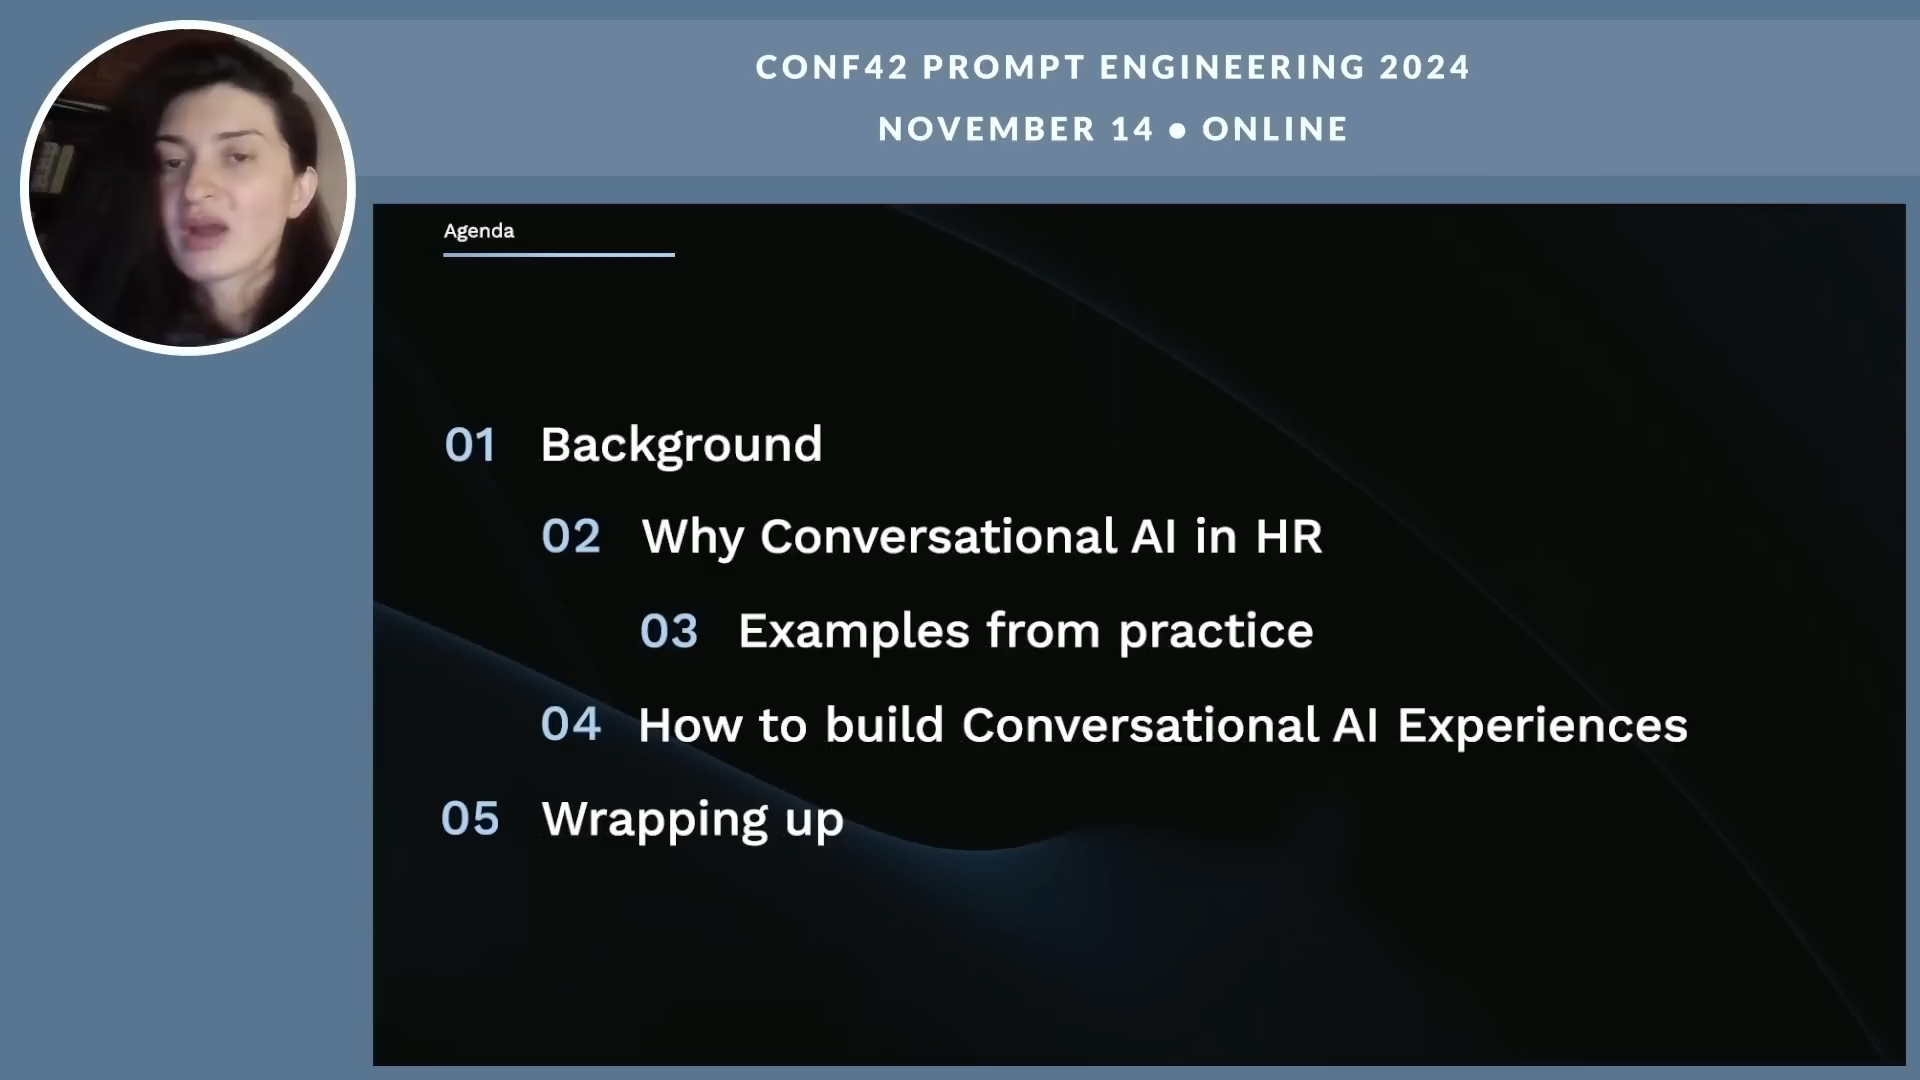 CONF42 PROMPT ENGINEERING 2024
NOVEMBER 14 ● ONLINE
Agenda
01 Background
02 Why Conversational AI in HR
03 Examples from practice
04 How to build Conversational AI Experiences
05 Wrapping up